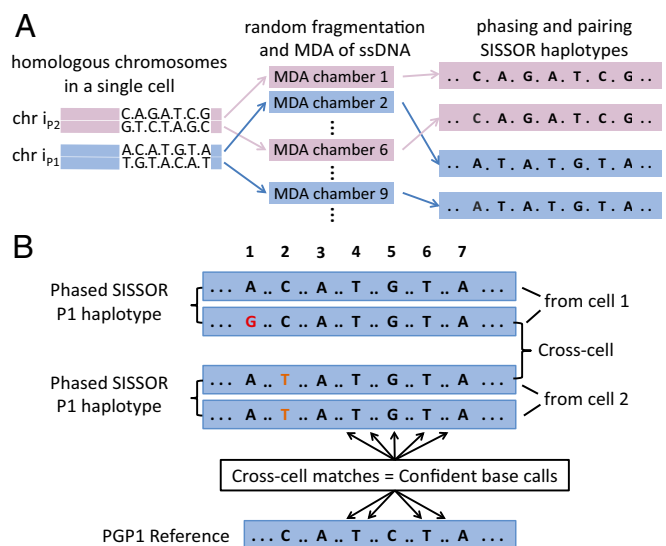 A
homologous chromosomes
in a single cell
random fragmentation
and MDA of ssDNA
phasing and pairing
SISSOR haplotypes
chr iP2
C.A.G.A.T.C.G
G.T.C.T.A.G.C
chr iP1
A.C.A.T.G.T.A
T.G.T.A.C.A.T
MDA chamber 1
MDA chamber 2
⋮
MDA chamber 6
⋮
MDA chamber 9
⋮
.. C . A . G . A . T . C . G ..
.. C . A . G . A . T . C . G ..
.. A . T . A . T . G . T . A ..
.. A . T . A . T . G . T . A ..
B
1 2 3 4 5 6 7
Phased SISSOR
P1 haplotype
... A .. C .. A .. T .. G .. T .. A ...
... G .. C .. A .. T .. G .. T .. A ...
from cell 1
Cross-cell
Phased SISSOR
P1 haplotype
... A .. T .. A .. T .. G .. T .. A ...
... A .. T .. A .. T .. G .. T .. A ...
from cell 2
Cross-cell matches = Confident base calls
PGP1 Reference
... C .. A .. T .. C .. T .. A ...